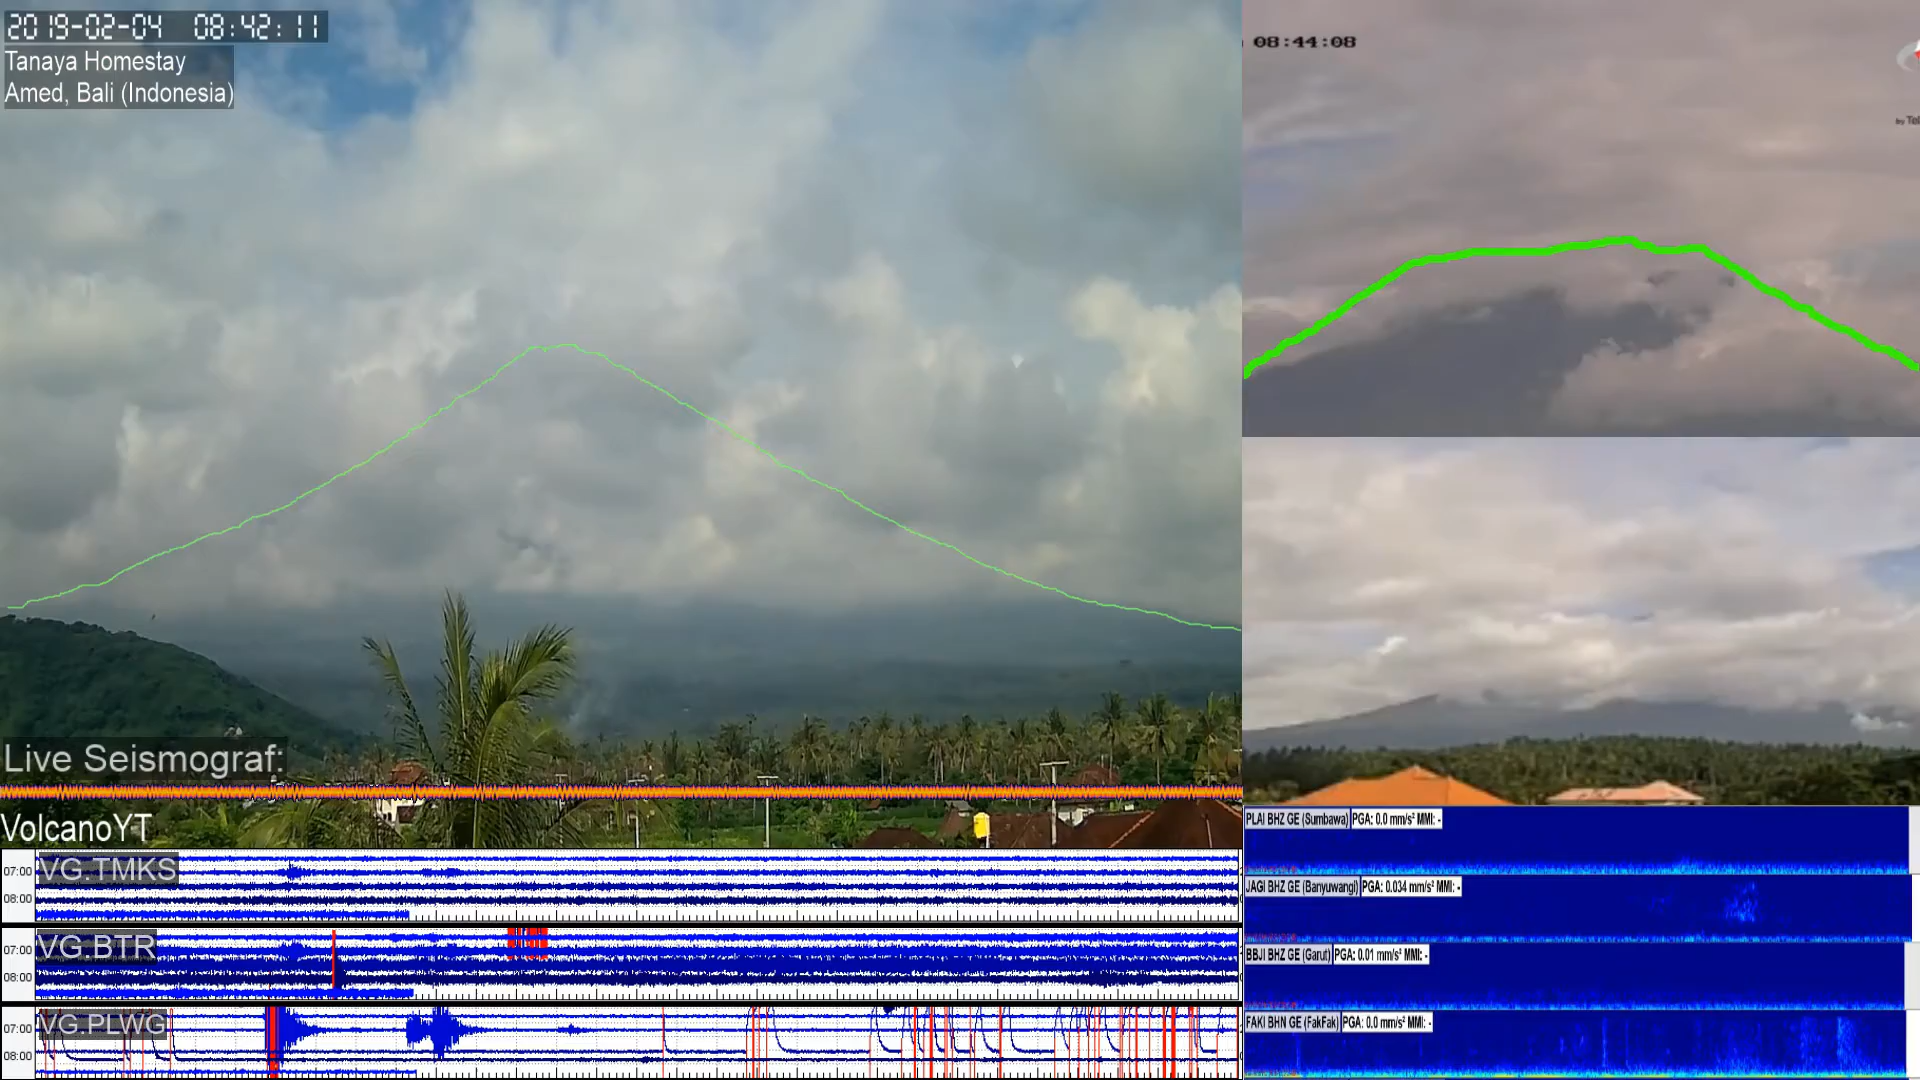 2019-02-04 08:42:11
Tanaya Homestay
Amed, Bali (Indonesia)
08:44:08
by Tel
Live Seismograf:
VolcanoYT
VG.TMKS
07:00
08:00
VG.BTR
07:00
08:00
VG.PLWG
07:00
08:00
PLAI BHZ GE (Sumbawa) PGA: 0.0 mm/s² MMI: -
JAGI BHZ GE (Banyuwangi) PGA: 0.034 mm/s² MMI: -
BBJI BHZ GE (Garut) PGA: 0.01 mm/s² MMI: -
FAKI BHN GE (FakFak) PGA: 0.0 mm/s² MMI: -